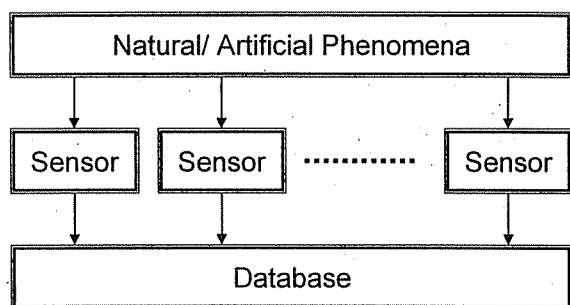 Natural/ Artificial Phenomena
Sensor Sensor Sensor
Database